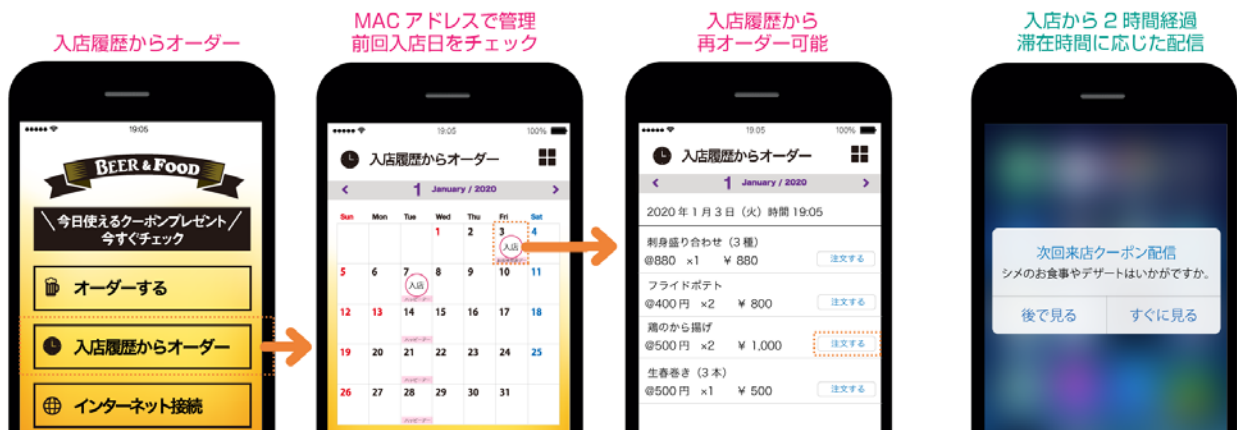 入店履歴からオーダー
19:05
BEER & FOOD
今日使えるクーポンプレゼント
今すぐチェック
オーダーする
入店履歴からオーダー
インターネット接続
MAC アドレスで管理
前回入店日をチェック
19:05 100%
入店履歴からオーダー
1 January / 2020
Sun Mon Tue Wed Thu Fri Sat
1 2 3 4
入店
5 6 7 8 9 10 11
入店
12 13 14 15 16 17 18
19 20 21 22 23 24 25
26 27 28 29 30 31
入店履歴から
再オーダー可能
19:05 100%
入店履歴からオーダー
1 January / 2020
2020 年 1 月 3 日（火）時間 19:05
刺身盛り合わせ（3 種）
@880 ×1 ¥ 880 注文する
フライドポテト
@400 円 ×2 ¥ 800 注文する
鶏のから揚げ
@500 円 ×2 ¥ 1,000 注文する
生春巻き（3 本）
@500 円 ×1 ¥ 500 注文する
入店から 2 時間経過
滞在時間に応じた配信
次回来店クーポン配信
シメのお食事やデザートはいかがですか。
後で見る すぐに見る